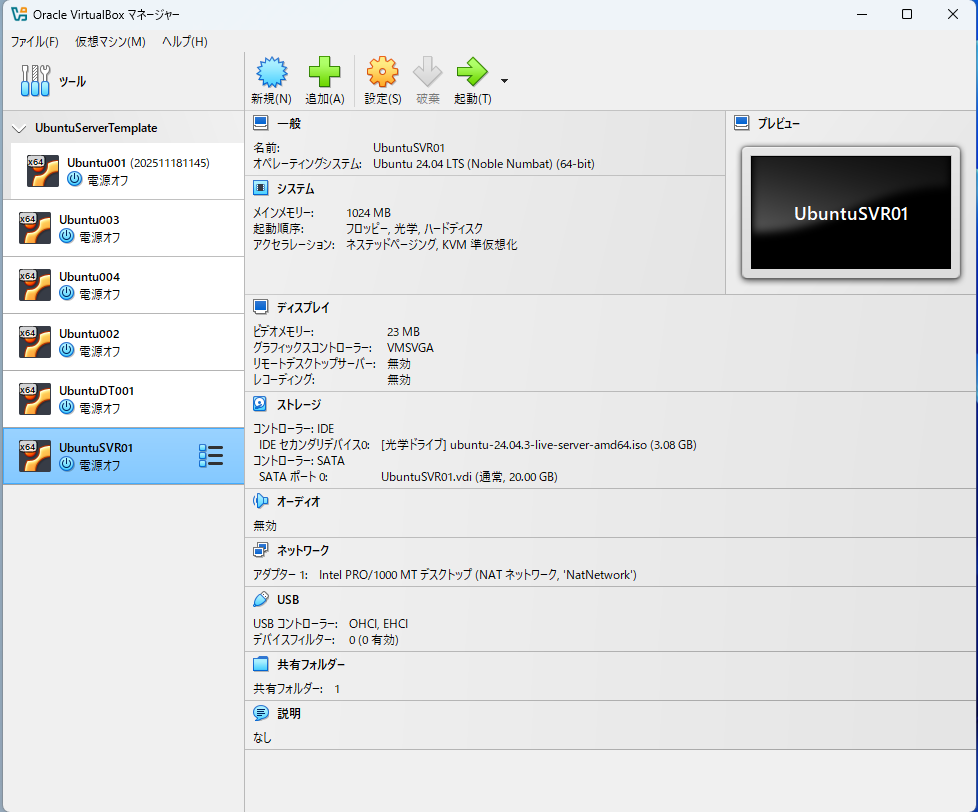 Oracle VirtualBox マネージャー
ファイル(F) 仮想マシン(M) ヘルプ(H)
ツール
新規(N) 追加(A) 設定(S) 破棄 起動(T)
UbuntuServerTemplate
x64
Ubuntu001 (202511181145)
電源オフ
x64
Ubuntu003
電源オフ
x64
Ubuntu004
電源オフ
x64
Ubuntu002
電源オフ
x64
UbuntuDT001
電源オフ
x64
UbuntuSVR01
電源オフ
一般
名前: UbuntuSVR01
オペレーティングシステム: Ubuntu 24.04 LTS (Noble Numbat) (64-bit)
プレビュー
UbuntuSVR01
システム
メインメモリー: 1024 MB
起動順序: フロッピー, 光学, ハードディスク
アクセラレーション: ネステッドページング, KVM 準仮想化
ディスプレイ
ビデオメモリー: 23 MB
グラフィックスコントローラー: VMSVGA
リモートデスクトップサーバー: 無効
レコーディング: 無効
ストレージ
コントローラー: IDE
IDE セカンダリデバイス0: [光学ドライブ] ubuntu-24.04.3-live-server-amd64.iso (3.08 GB)
コントローラー: SATA
SATA ポート 0: UbuntuSVR01.vdi (通常, 20.00 GB)
オーディオ
無効
ネットワーク
アダプター 1: Intel PRO/1000 MT デスクトップ (NAT ネットワーク, 'NatNetwork')
USB
USB コントローラー: OHCI, EHCI
デバイスフィルター: 0 (0 有効)
共有フォルダー
共有フォルダー: 1
説明
なし